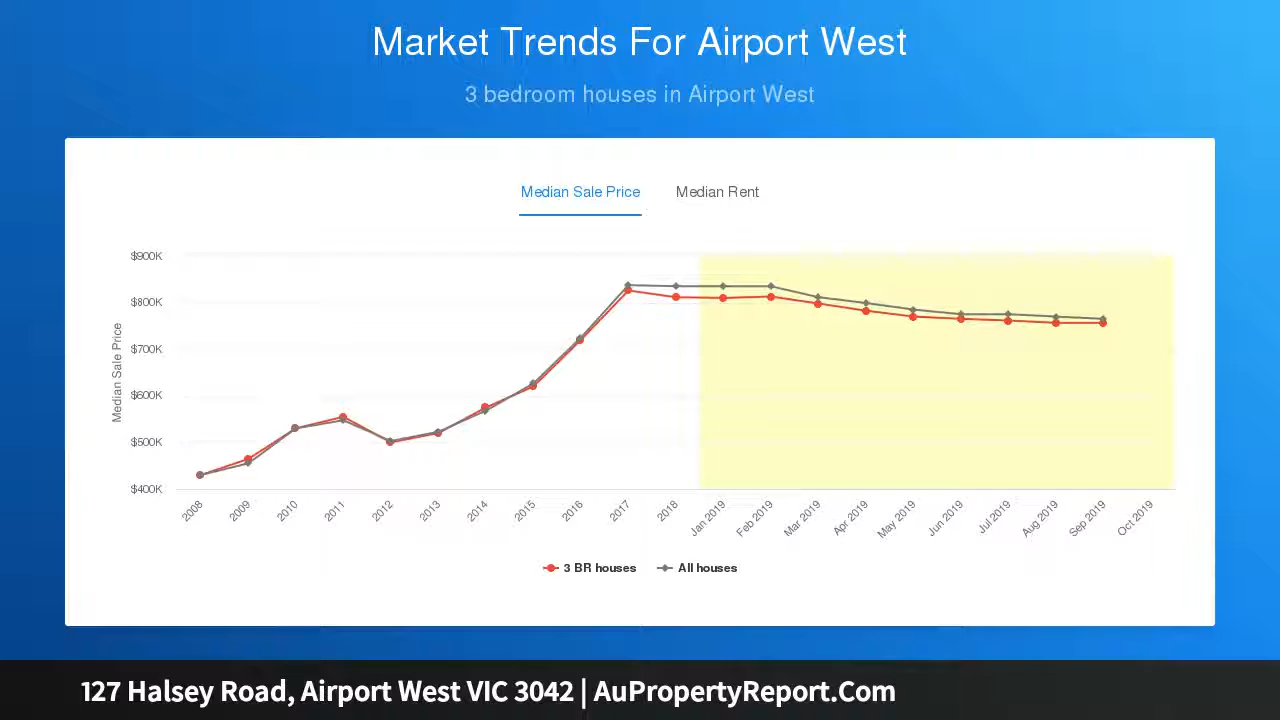 Market Trends For Airport West
3 bedroom houses in Airport West
Median Sale Price
Median Rent
Median Sale Price
$900K
$800K
$700K
$600K
$500K
$400K
2008
2009
2010
2011
2012
2013
2014
2015
2016
2017
2018
Jan 2019
Feb 2019
Mar 2019
Apr 2019
May 2019
Jun 2019
Jul 2019
Aug 2019
Sep 2019
Oct 2019
3 BR houses
All houses
127 Halsey Road, Airport West VIC 3042 | AuPropertyReport.Com